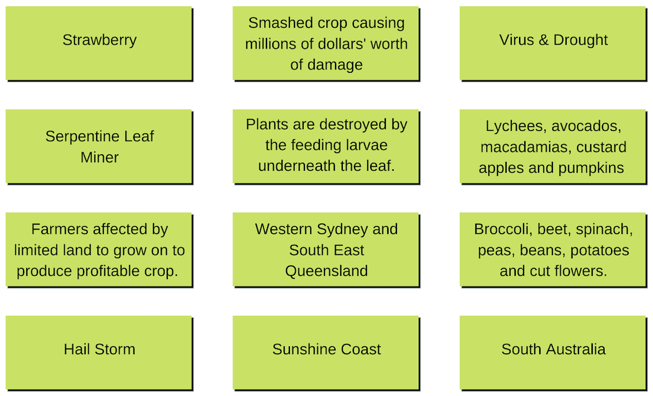 Strawberry
Smashed crop causing
millions of dollars' worth
of damage
Virus & Drought
Serpentine Leaf
Miner
Plants are destroyed by
the feeding larvae
underneath the leaf.
Lychees, avocados,
macadamias, custard
apples and pumpkins
Farmers affected by
limited land to grow on to
produce profitable crop.
Western Sydney and
South East
Queensland
Broccoli, beet, spinach,
peas, beans, potatoes
and cut flowers.
Hail Storm
Sunshine Coast
South Australia